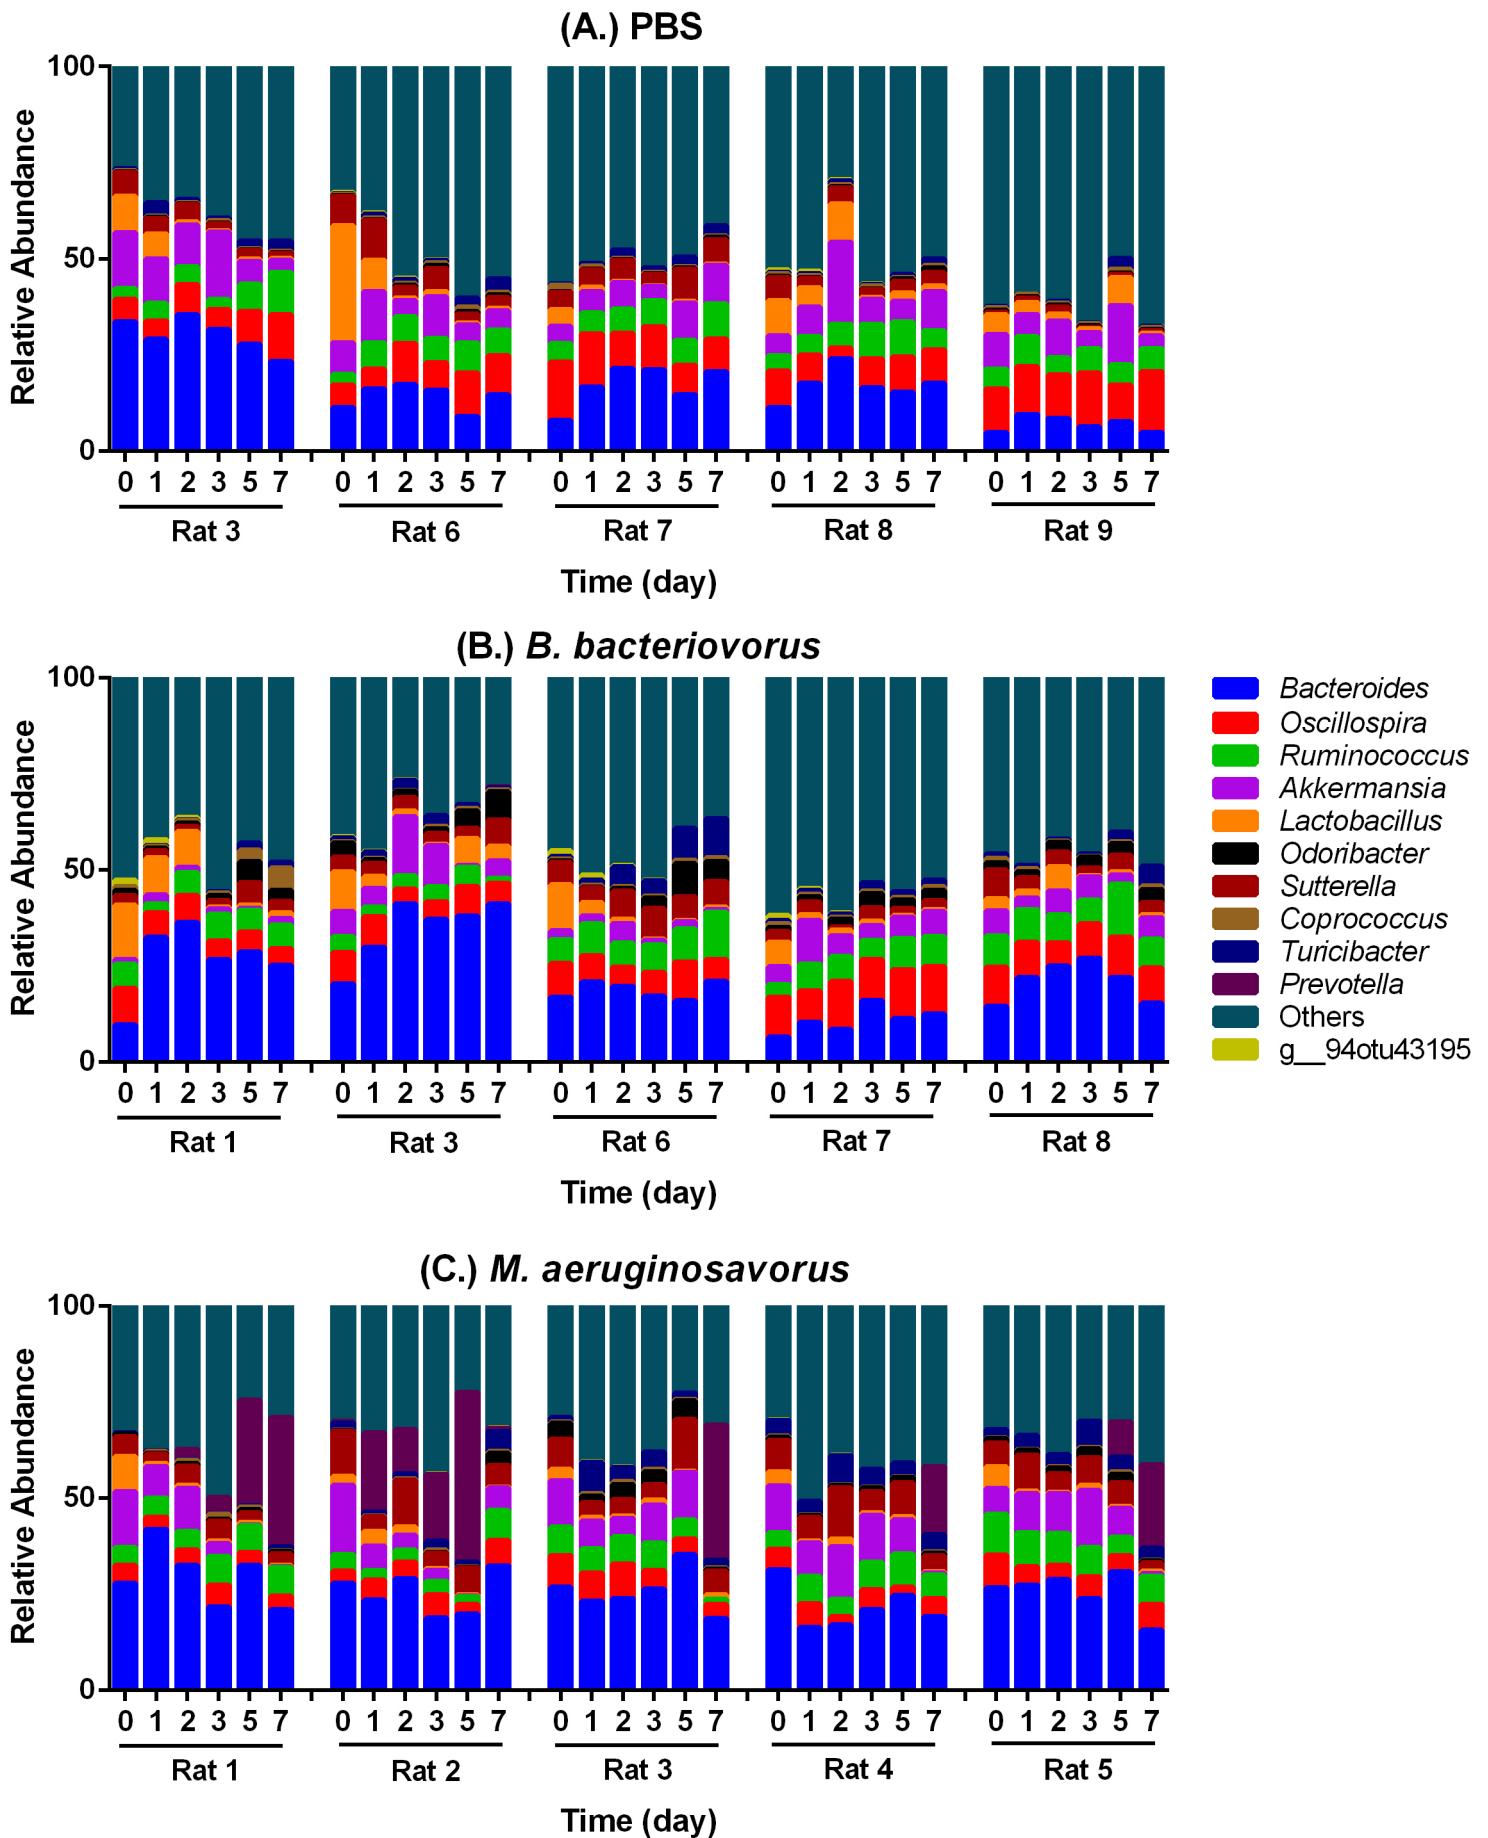 (A.) PBS
Relative Abundance
100
50
0
0 1 2 3 5 7 0 1 2 3 5 7 0 1 2 3 5 7 0 1 2 3 5 7 0 1 2 3 5 7
Rat 3 Rat 6 Rat 7 Rat 8 Rat 9
Time (day)
(B.) B. bacteriovorus
Relative Abundance
100
50
0
0 1 2 3 5 7 0 1 2 3 5 7 0 1 2 3 5 7 0 1 2 3 5 7 0 1 2 3 5 7
Rat 1 Rat 3 Rat 6 Rat 7 Rat 8
Time (day)
Bacteroides
Oscillospira
Ruminococcus
Akkermansia
Lactobacillus
Odoribacter
Sutterella
Coprococcus
Turicibacter
Prevotella
Others
g__94otu43195
(C.) M. aeruginosavorus
Relative Abundance
100
50
0
0 1 2 3 5 7 0 1 2 3 5 7 0 1 2 3 5 7 0 1 2 3 5 7 0 1 2 3 5 7
Rat 1 Rat 2 Rat 3 Rat 4 Rat 5
Time (day)